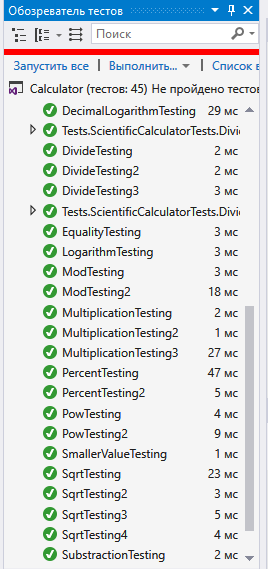 Обозреватель тестов
Поиск
Запустить все | Выполнить... | Список в
Calculator (тестов: 45) Не пройдено тестов
DecimalLogarithmTesting 29 мс
Tests.ScientificCalculatorTests.Divid
DivideTesting 2 мс
DivideTesting2 2 мс
DivideTesting3 3 мс
Tests.ScientificCalculatorTests.Divid
EqualityTesting 3 мс
LogarithmTesting 3 мс
ModTesting 3 мс
ModTesting2 18 мс
MultiplicationTesting 2 мс
MultiplicationTesting2 1 мс
MultiplicationTesting3 27 мс
PercentTesting 47 мс
PercentTesting2 5 мс
PowTesting 4 мс
PowTesting2 9 мс
SmallerValueTesting 1 мс
SqrtTesting 23 мс
SqrtTesting2 3 мс
SqrtTesting3 5 мс
SqrtTesting4 4 мс
SubstractionTesting 2 мс